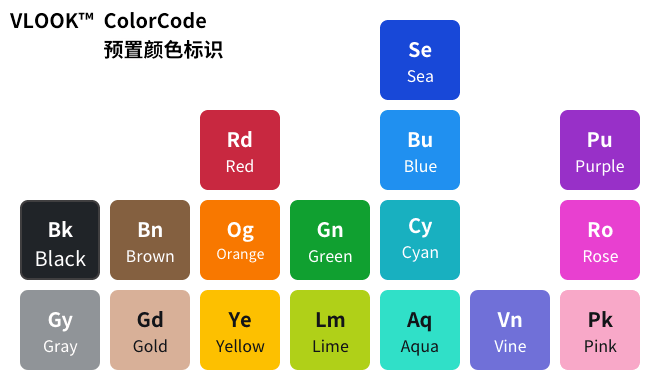 VLOOK™ ColorCode
预置颜色标识
Se
Sea
Rd
Red
Bu
Blue
Pu
Purple
Bk
Black
Bn
Brown
Og
Orange
Gn
Green
Cy
Cyan
Ro
Rose
Gy
Gray
Gd
Gold
Ye
Yellow
Lm
Lime
Aq
Aqua
Vn
Vine
Pk
Pink